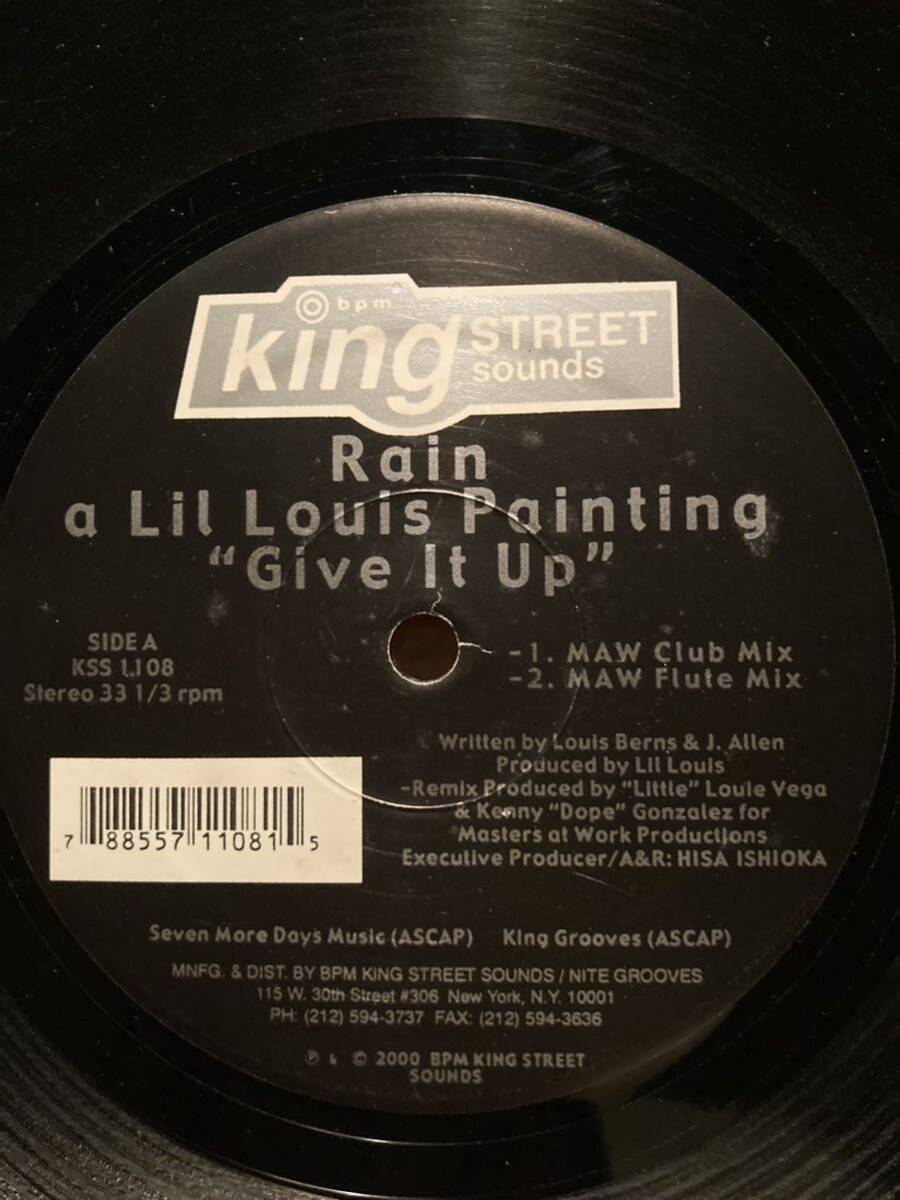 bpm
king STREET
sounds
Rain
a Lil Louis Painting
"Give It Up"
SIDE A
KSS 1108
Stereo 33 1/3 rpm
-1. MAW Club Mix
-2. MAW Flute Mix
Written by Louis Berns & J. Allen
Produced by Lil Louis
-Remix Produced by "Little" Louie Vega
& Kenny "Dope" Gonzalez for
Masters at Work Productions
Executive Producer/A&R: HISA ISHIOKA
7 88557 11081 5
Seven More Days Music (ASCAP) King Grooves (ASCAP)
MNFG. & DIST. BY BPM KING STREET SOUNDS / NITE GROOVES
115 W. 30th Street #306 New York, N.Y. 10001
PH: (212) 594-3737 FAX: (212) 594-3636
℗ & © 2000 BPM KING STREET
SOUNDS